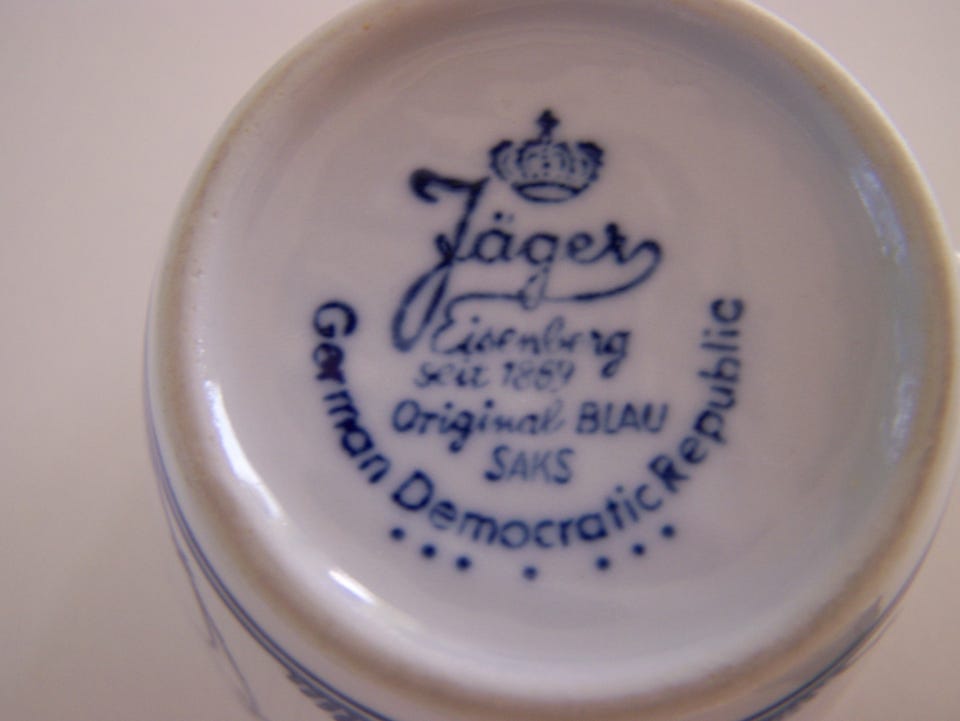 Jäger
Eisenberg
seit 1869
Original BLAU
SAKS
German Democratic Republic